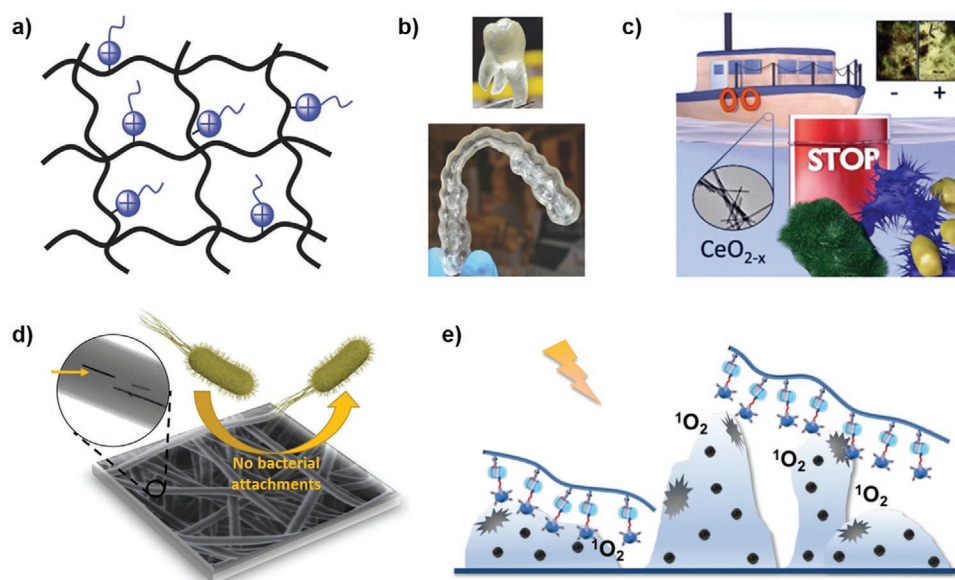 a)
b)
c)
- +
STOP
CeO2-x
d)
No bacterial
attachments
e)
1O2
1O2
1O2
1O2